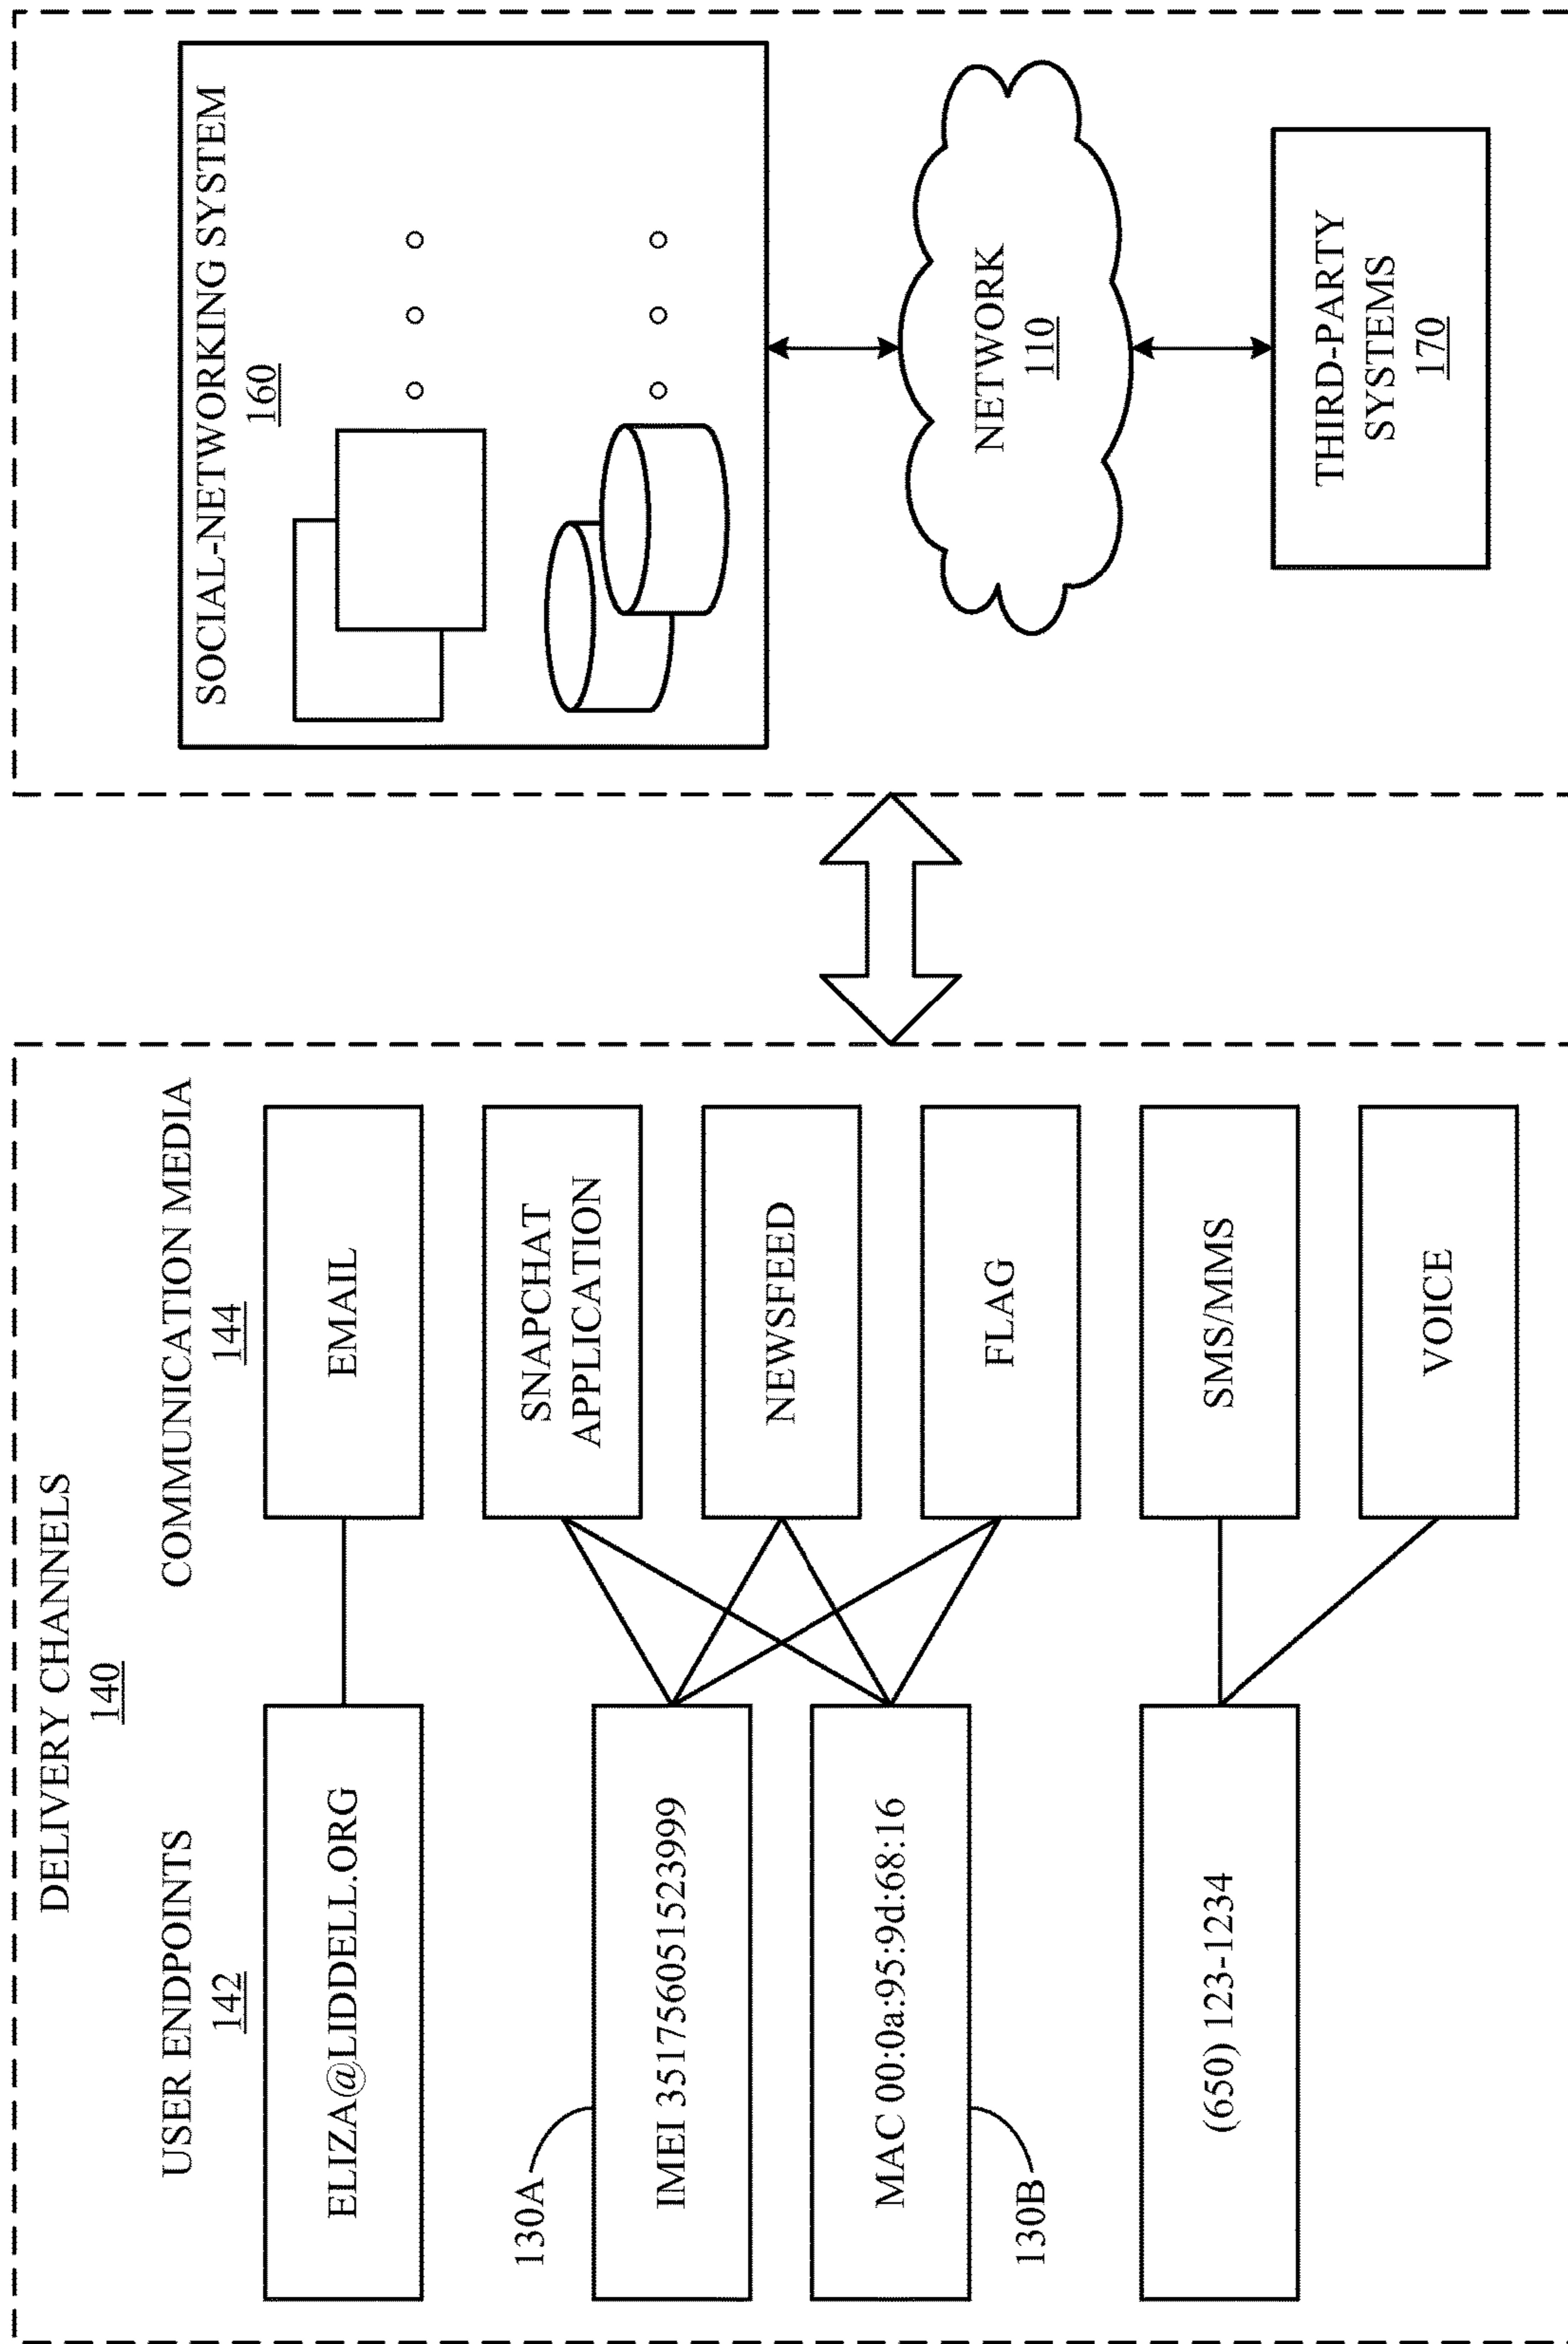 DELIVERY CHANNELS
140
USER ENDPOINTS
142
COMMUNICATION MEDIA
144
ELIZA@LIDDELL.ORG
EMAIL
130A
IMEI 351756051523999
SNAPCHAT
APPLICATION
NEWSFEED
MAC 00:0a:95:9d:68:16
130B
FLAG
(650) 123-1234
SMS/MMS
VOICE
SOCIAL-NETWORKING SYSTEM
160
NETWORK
110
THIRD-PARTY
SYSTEMS
170